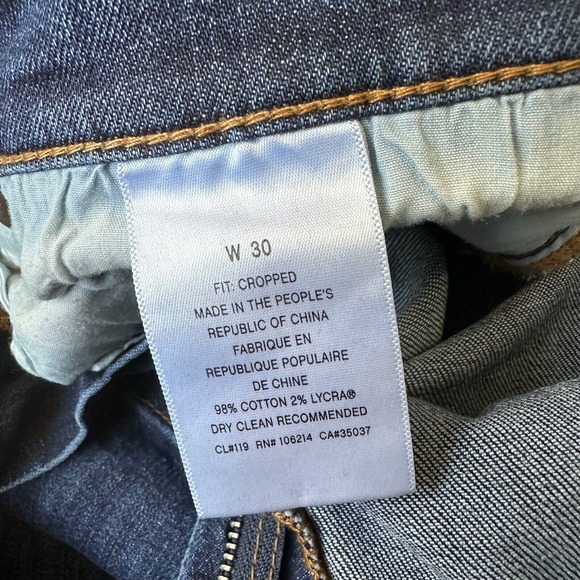 W 30
FIT: CROPPED
MADE IN THE PEOPLE'S
REPUBLIC OF CHINA
FABRIQUE EN
REPUBLIQUE POPULAIRE
DE CHINE
98% COTTON 2% LYCRA®
DRY CLEAN RECOMMENDED
CL#119 RN# 106214 CA#35037